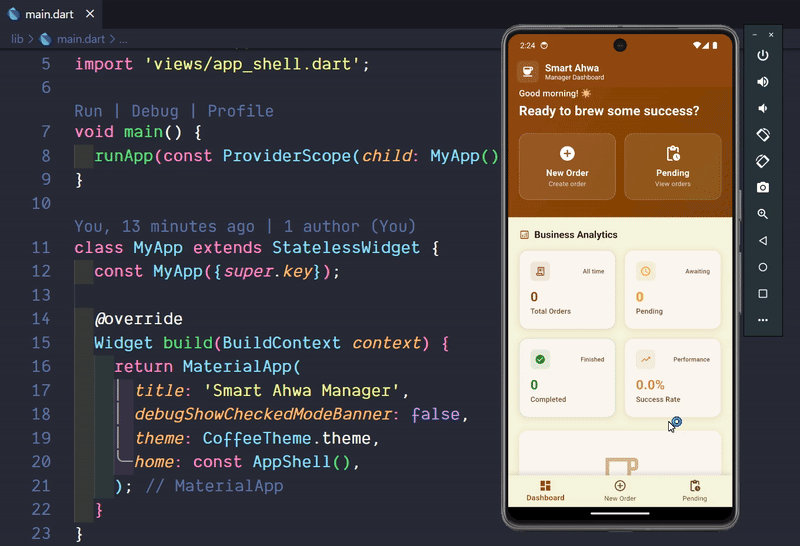 main.dart ×
lib > main.dart > ...
5 import 'views/app_shell.dart';
6
Run | Debug | Profile
7 void main() {
8 runApp(const ProviderScope(child: MyApp()
9 }
10
You, 13 minutes ago | 1 author (You)
11 class MyApp extends StatelessWidget {
12 const MyApp({super.key});
13
14 @override
15 Widget build(BuildContext context) {
16 return MaterialApp(
17 title: 'Smart Ahwa Manager',
18 debugShowCheckedModeBanner: false,
19 theme: CoffeeTheme.theme,
20 home: const AppShell(),
21 ); // MaterialApp
22 }
23 }
2:24
Smart Ahwa
Manager Dashboard
Good morning! ☀️
Ready to brew some success?
New Order
Create order
Pending
View orders
Business Analytics
All time
0
Total Orders
Awaiting
0
Pending
Finished
0
Completed
Performance
0.0%
Success Rate
Dashboard New Order Pending